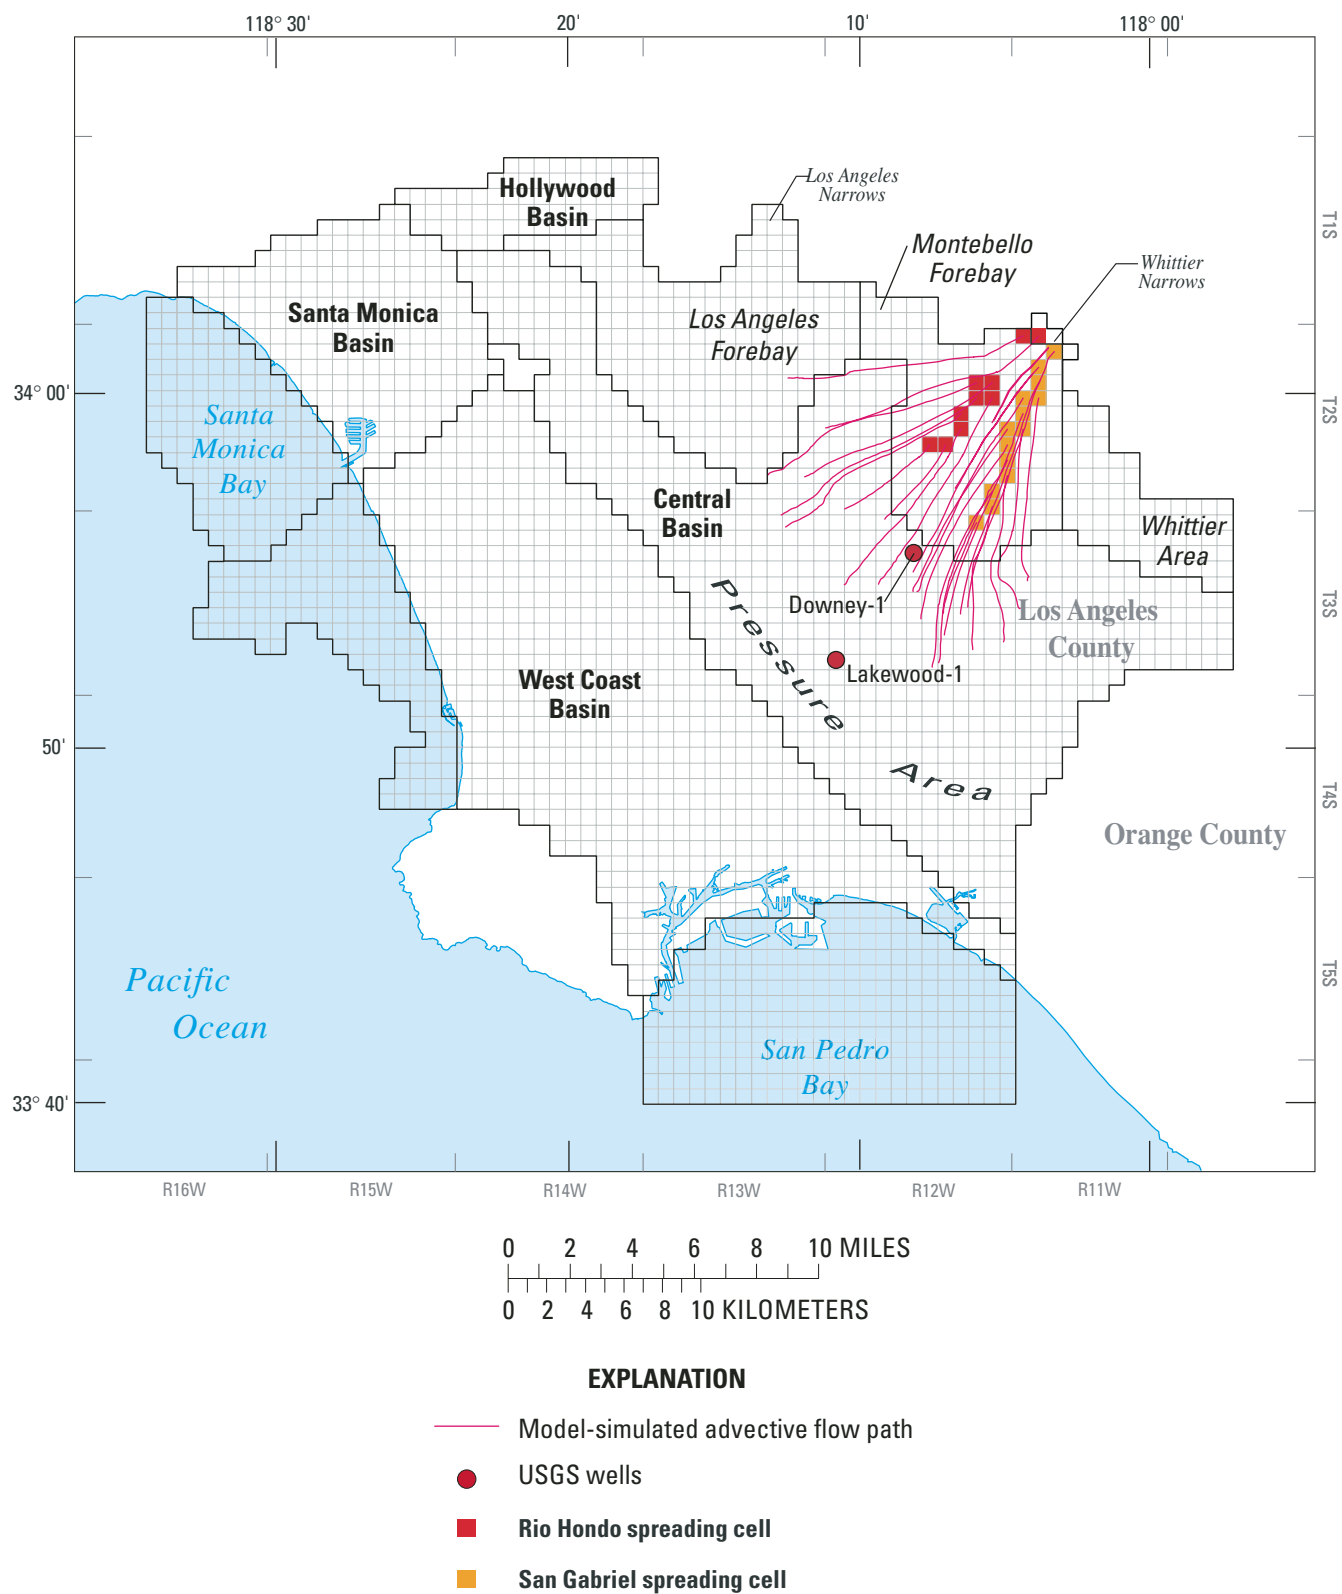 118° 30'
20'
10'
118° 00'
Hollywood
Basin
Los Angeles
Narrows
Montebello
Forebay
Whittier
Narrows
T1S
Santa Monica
Basin
Los Angeles
Forebay
34° 00'
Santa
Monica
Bay
T2S
Central
Basin
Whittier
Area
Downey-1
Pressure
Area
Los Angeles
County
T3S
Lakewood-1
West Coast
Basin
50'
T4S
Orange County
Pacific
Ocean
T5S
San Pedro
Bay
33° 40'
R16W
R15W
R14W
R13W
R12W
R11W
0 2 4 6 8 10 MILES
0 2 4 6 8 10 KILOMETERS
EXPLANATION
Model-simulated advective flow path
USGS wells
Rio Hondo spreading cell
San Gabriel spreading cell